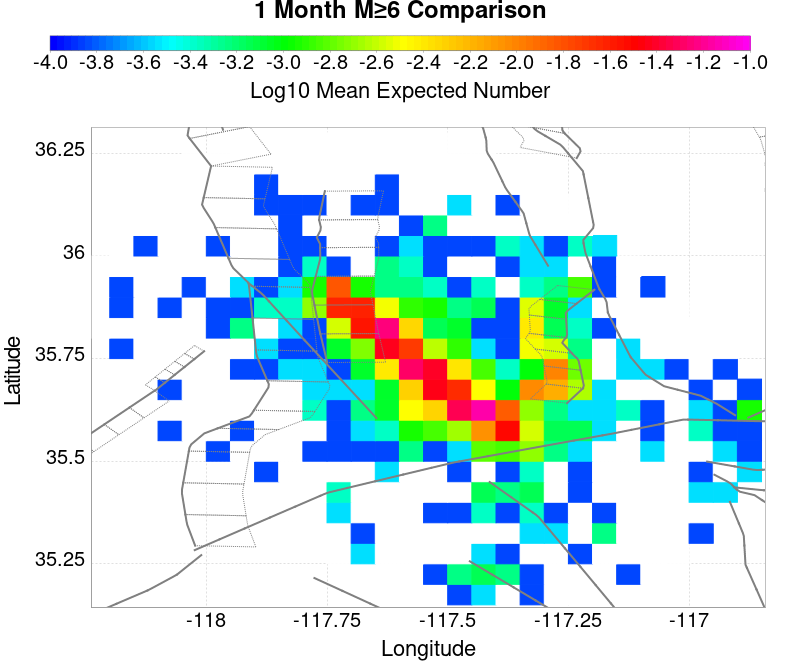 1 Month M≥6 Comparison
-4.0 -3.8 -3.6 -3.4 -3.2 -3.0 -2.8 -2.6 -2.4 -2.2 -2.0 -1.8 -1.6 -1.4 -1.2 -1.0
Log10 Mean Expected Number
36.25
36
35.75
35.5
35.25
Latitude
-118 -117.75 -117.5 -117.25 -117
Longitude